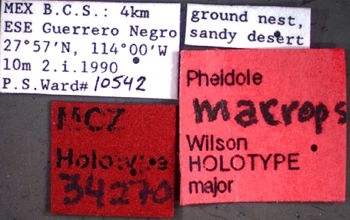 MEX B.C.S.: 4km
ESE Guerrero Negro
27°57'N, 114°00'W
10m 2.i.1990
P.S.Ward# 10542
ground nest,
sandy desert
Pheidole
macrops
Wilson
HOLOTYPE
major
MCZ
Holotype
34270